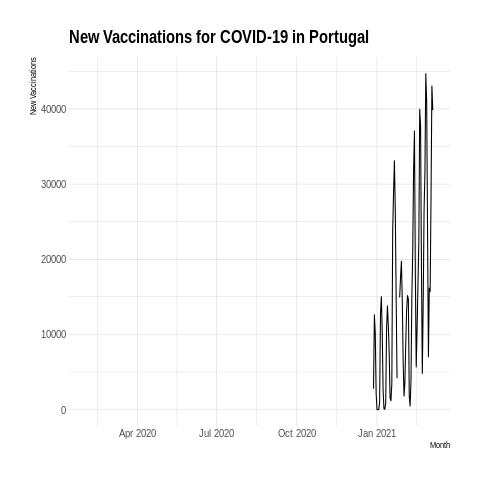 New Vaccinations for COVID-19 in Portugal
New Vaccinations
40000
30000
20000
10000
0
Apr 2020 Jul 2020 Oct 2020 Jan 2021
Month